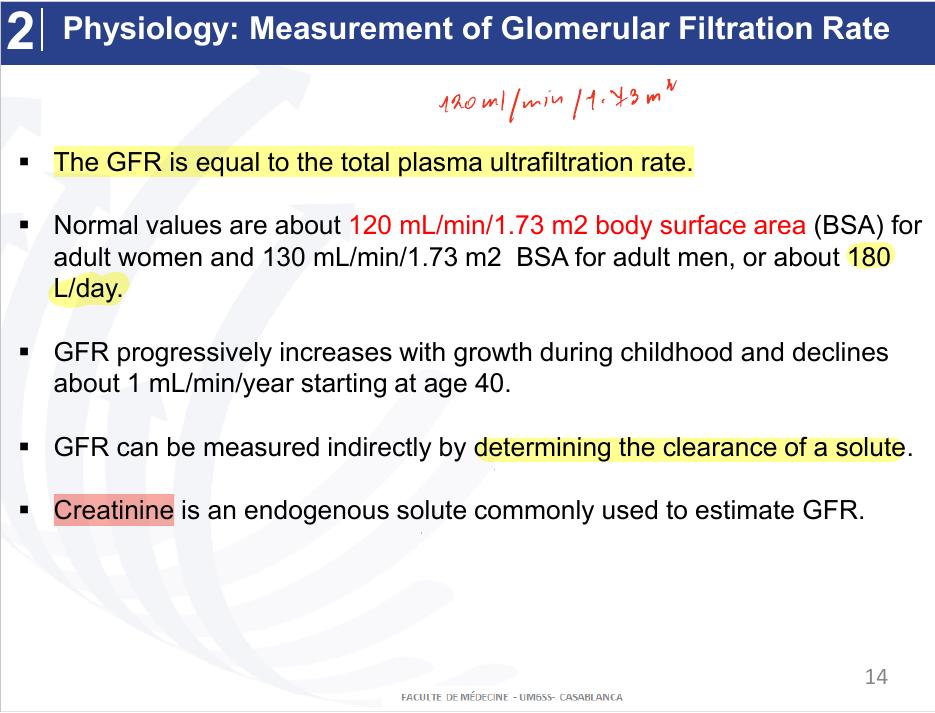 2 Physiology: Measurement of Glomerular Filtration Rate
120 ml/min/1.73 m²
▪ The GFR is equal to the total plasma ultrafiltration rate.
▪ Normal values are about 120 mL/min/1.73 m2 body surface area (BSA) for
adult women and 130 mL/min/1.73 m2 BSA for adult men, or about 180
L/day.
▪ GFR progressively increases with growth during childhood and declines
about 1 mL/min/year starting at age 40.
▪ GFR can be measured indirectly by determining the clearance of a solute.
▪ Creatinine is an endogenous solute commonly used to estimate GFR.
14
FACULTE DE MÉDECINE - UM6SS- CASABLANCA